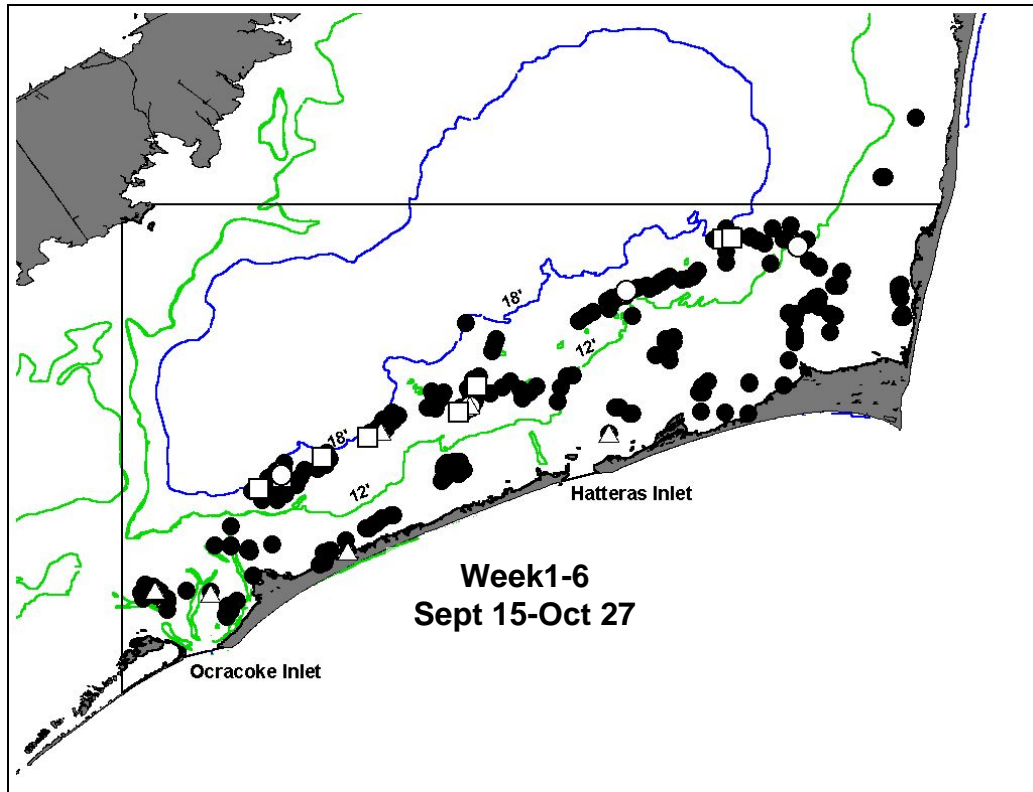 18'
12'
18'
12'
Hatteras Inlet
Week1-6
Sept 15-Oct 27
Ocracoke Inlet